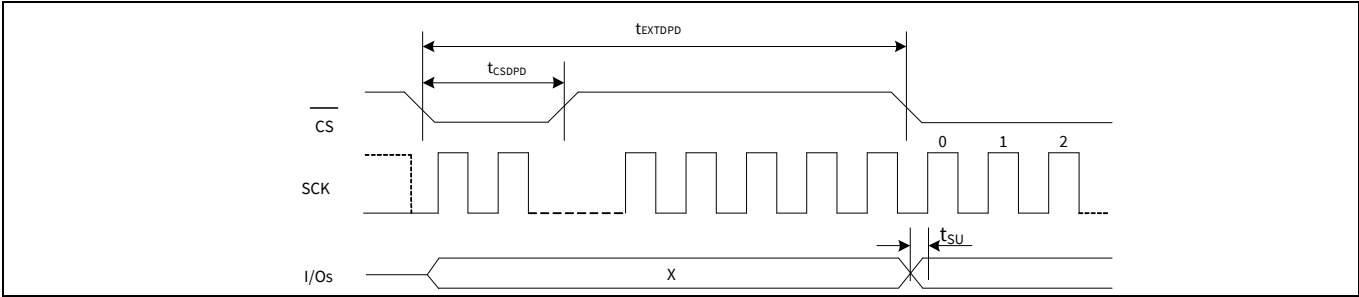 tEXTDPD
tCSDPD
CS
0 1 2
SCK
tSU
I/Os X